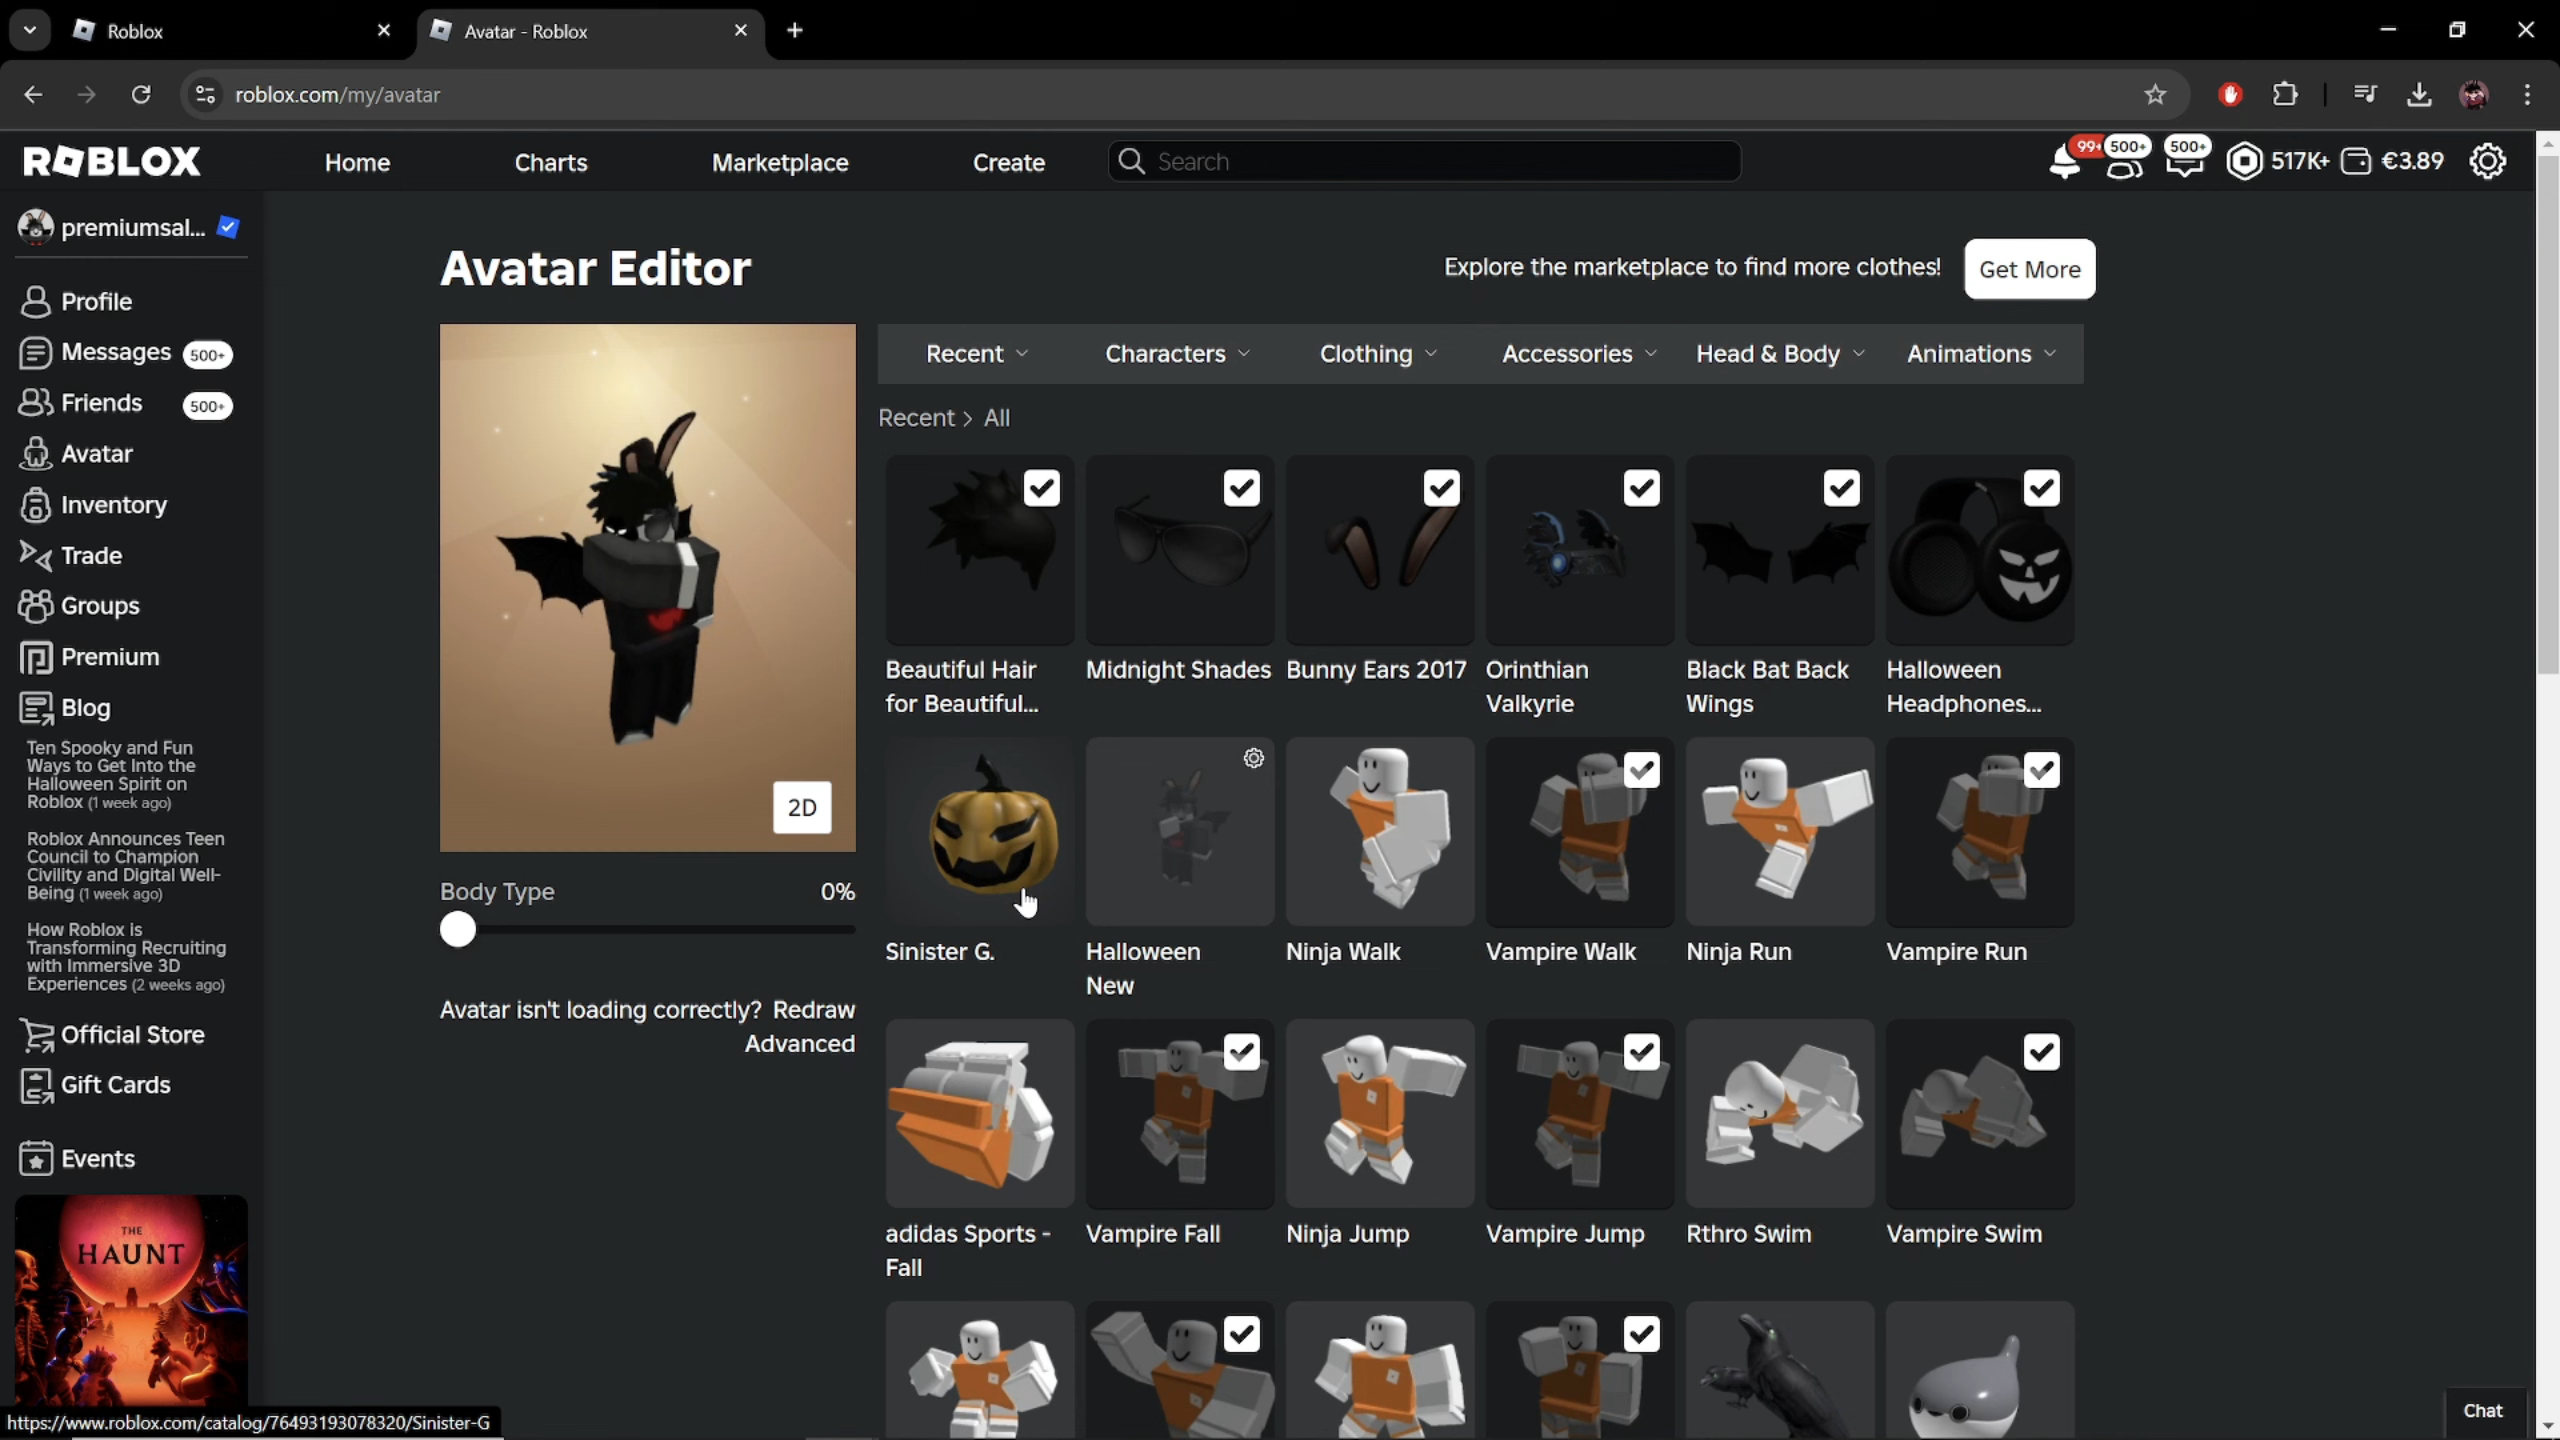 Roblox
Avatar - Roblox
roblox.com/my/avatar
ROBLOX
Home
Charts
Marketplace
Create
Search
99+
500+
500+
517K+
€3.89
premiumsal...
Profile
Messages
500+
Friends
500+
Avatar
Inventory
Trade
Groups
Premium
Blog
Ten Spooky and Fun
Ways to Get Into the
Halloween Spirit on
Roblox (1 week ago)
Roblox Announces Teen
Council to Champion
Civility and Digital Well-
Being (1 week ago)
How Roblox is
Transforming Recruiting
with Immersive 3D
Experiences (2 weeks ago)
Official Store
Gift Cards
Events
THE
HAUNT
https://www.roblox.com/catalog/76493193078320/Sinister-G
Avatar Editor
Explore the marketplace to find more clothes!
Get More
2D
Body Type
0%
Avatar isn't loading correctly? Redraw
Advanced
Recent
Characters
Clothing
Accessories
Head & Body
Animations
Recent > All
Beautiful Hair
for Beautiful...
Midnight Shades
Bunny Ears 2017
Orinthian
Valkyrie
Black Bat Back
Wings
Halloween
Headphones...
Sinister G.
Halloween
New
Ninja Walk
Vampire Walk
Ninja Run
Vampire Run
adidas Sports -
Fall
Vampire Fall
Ninja Jump
Vampire Jump
Rthro Swim
Vampire Swim
Chat